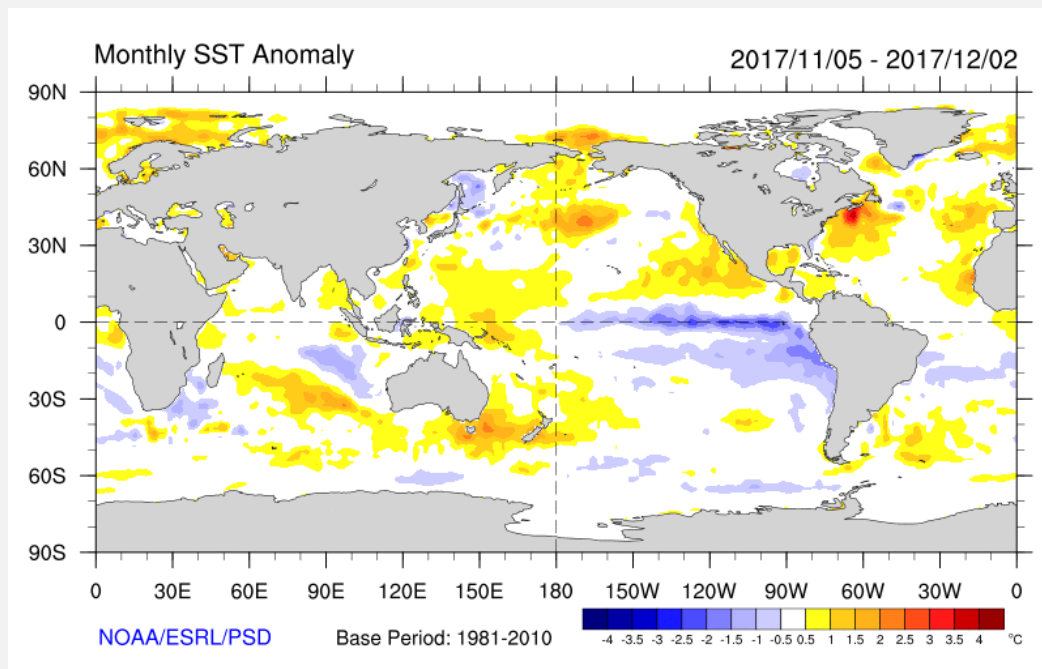 Monthly SST Anomaly 2017/11/05 - 2017/12/02
90N
60N
30N
0
30S
60S
90S
0 30E 60E 90E 120E 150E 180 150W 120W 90W 60W 30W 0
NOAA/ESRL/PSD Base Period: 1981-2010
-4 -3.5 -3 -2.5 -2 -1.5 -1 -0.5 0.5 1 1.5 2 2.5 3 3.5 4 °C